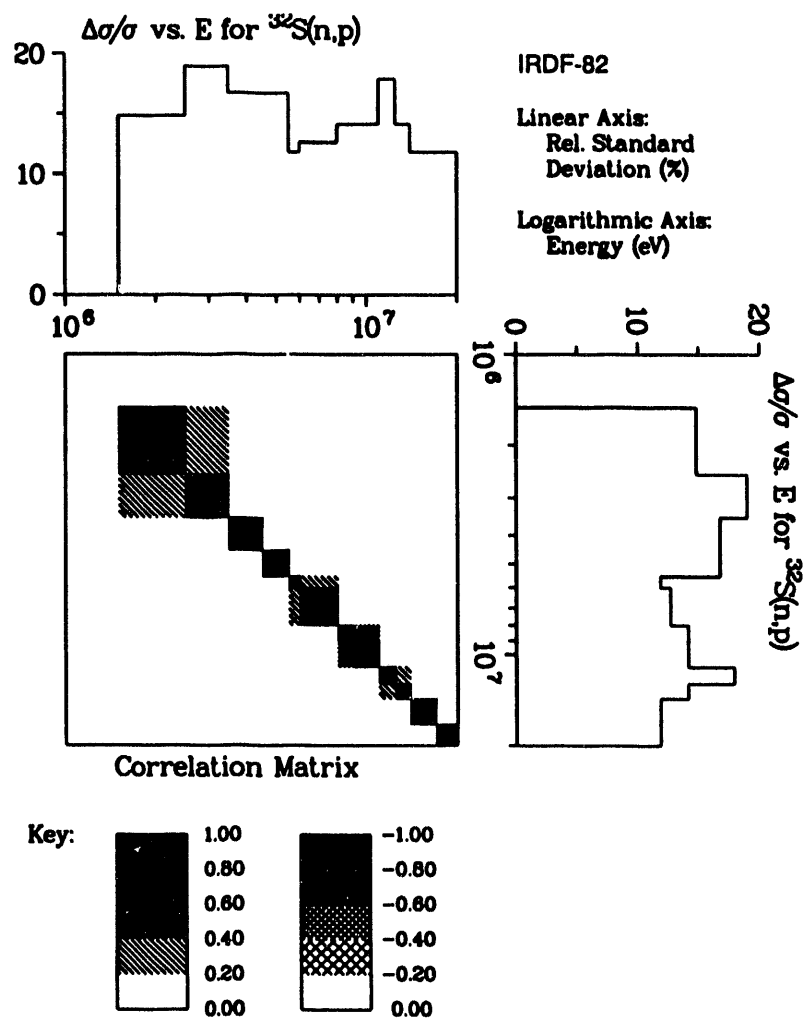 Δσ/σ vs. E for ³²S(n,p)
20
10
0
10⁶
10⁷
IRDF-82
Linear Axis:
Rel. Standard
Deviation (%)
Logarithmic Axis:
Energy (eV)
0
10
20
10⁶
10⁷
Δσ/σ vs. E for ³²S(n,p)
Correlation Matrix
Key:
1.00
0.80
0.60
0.40
0.20
0.00
-1.00
-0.80
-0.60
-0.40
-0.20
0.00